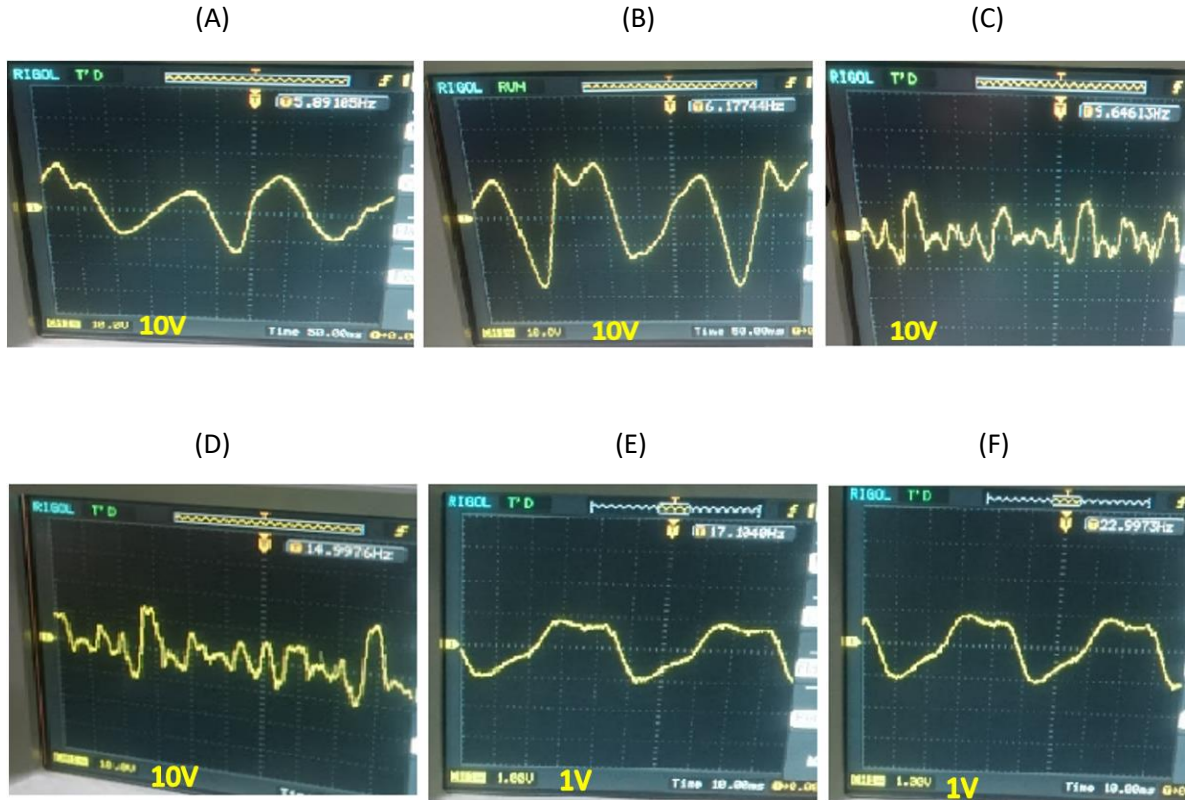 (A)
(B)
(C)
RIGOL T'D
5.89105Hz
10.0V
10V
Time 50.00ms
RIGOL RUN
6.17744Hz
10.0V
10V
Time 50.00ms
RIGOL T'D
5.64613Hz
10V
(D)
(E)
(F)
RIGOL T'D
14.9976Hz
10.0V
10V
RIGOL T'D
17.1040Hz
1.00V
1V
Time 10.00ms
RIGOL T'D
22.9973Hz
1.00V
1V
Time 10.00ms